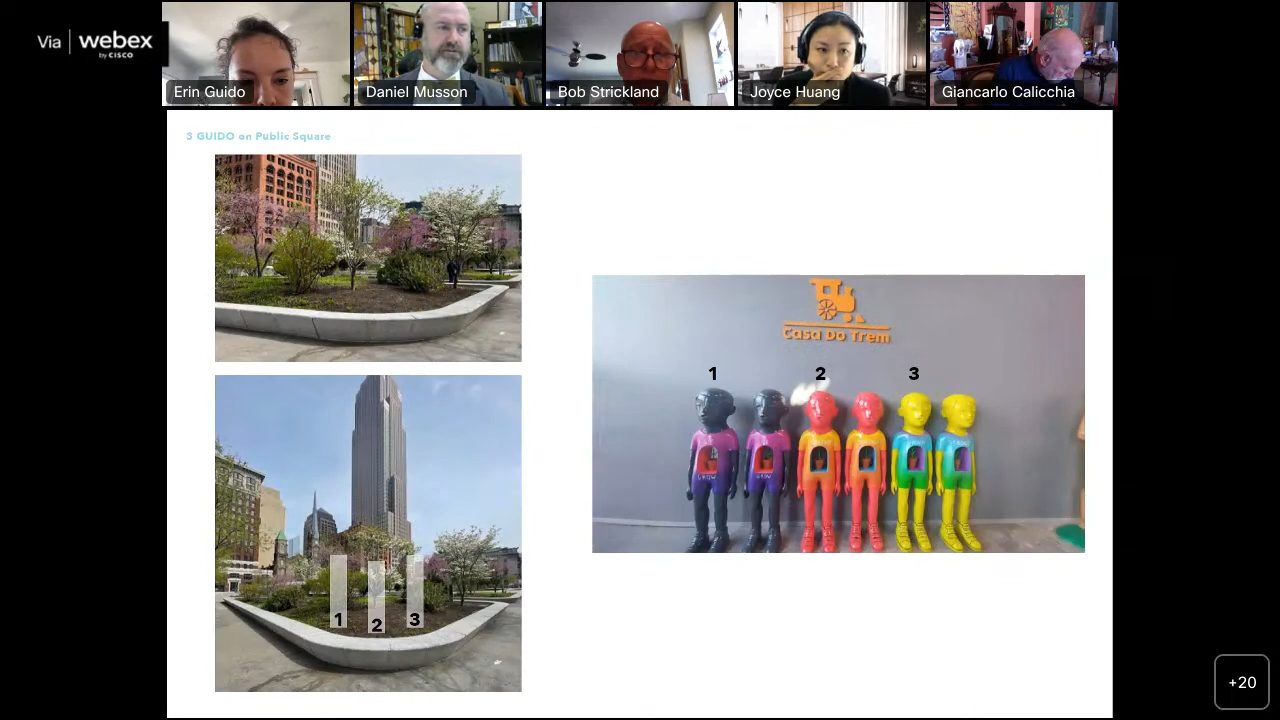 Via | webex
by CISCO
Erin Guido
Daniel Musson
Bob Strickland
Joyce Huang
Giancarlo Calicchia
3 GUIDO on Public Square
Casa Do Trem
1
2
3
GROW
1
2
3
+20